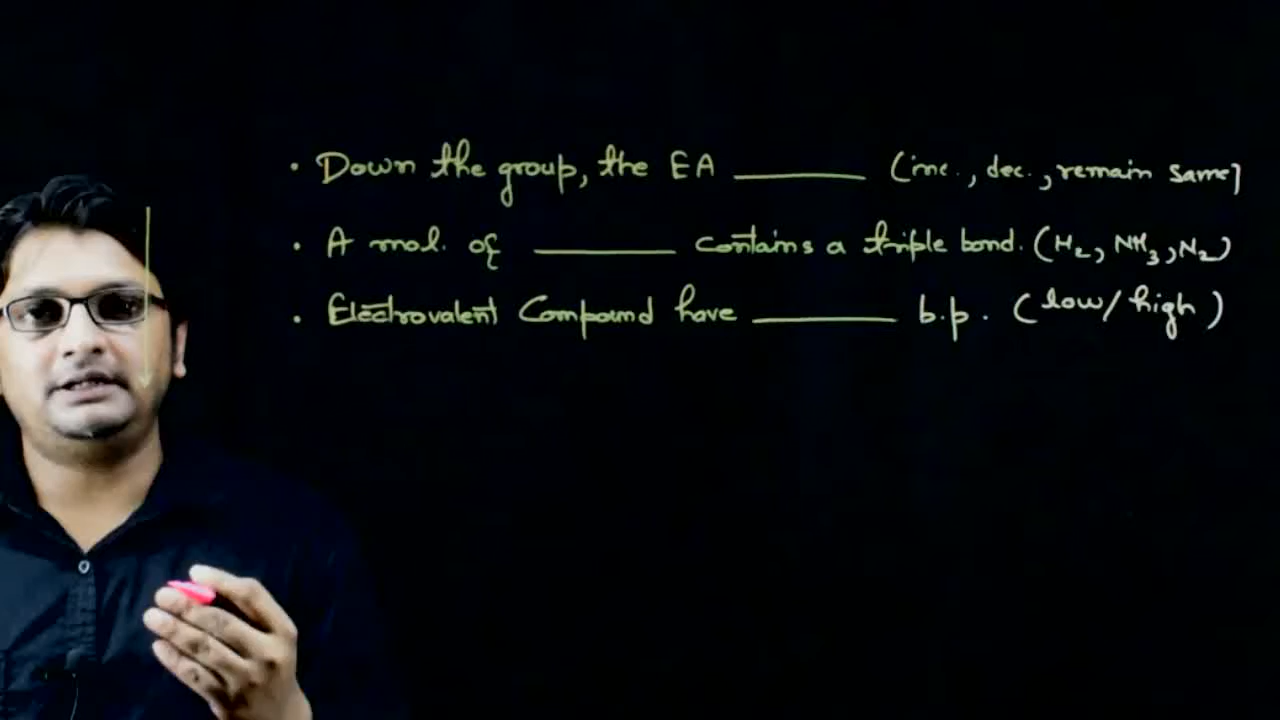 • Down the group, the EA ______ (inc., dec., remain same]
• A mol. of ______ contains a triple bond. (H₂, NH₃, N₂)
• Electrovalent Compound have ______ b.p. (low/high)